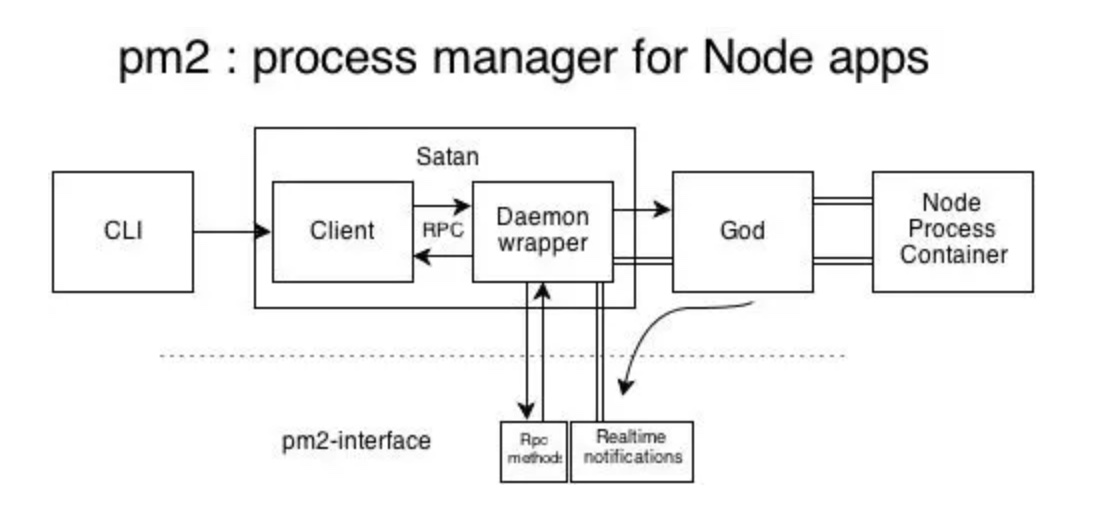 pm2 : process manager for Node apps
Satan
CLI
Client
RPC
Daemon
wrapper
God
Node
Process
Container
pm2-interface
Rpc
methods
Realtime
notifications